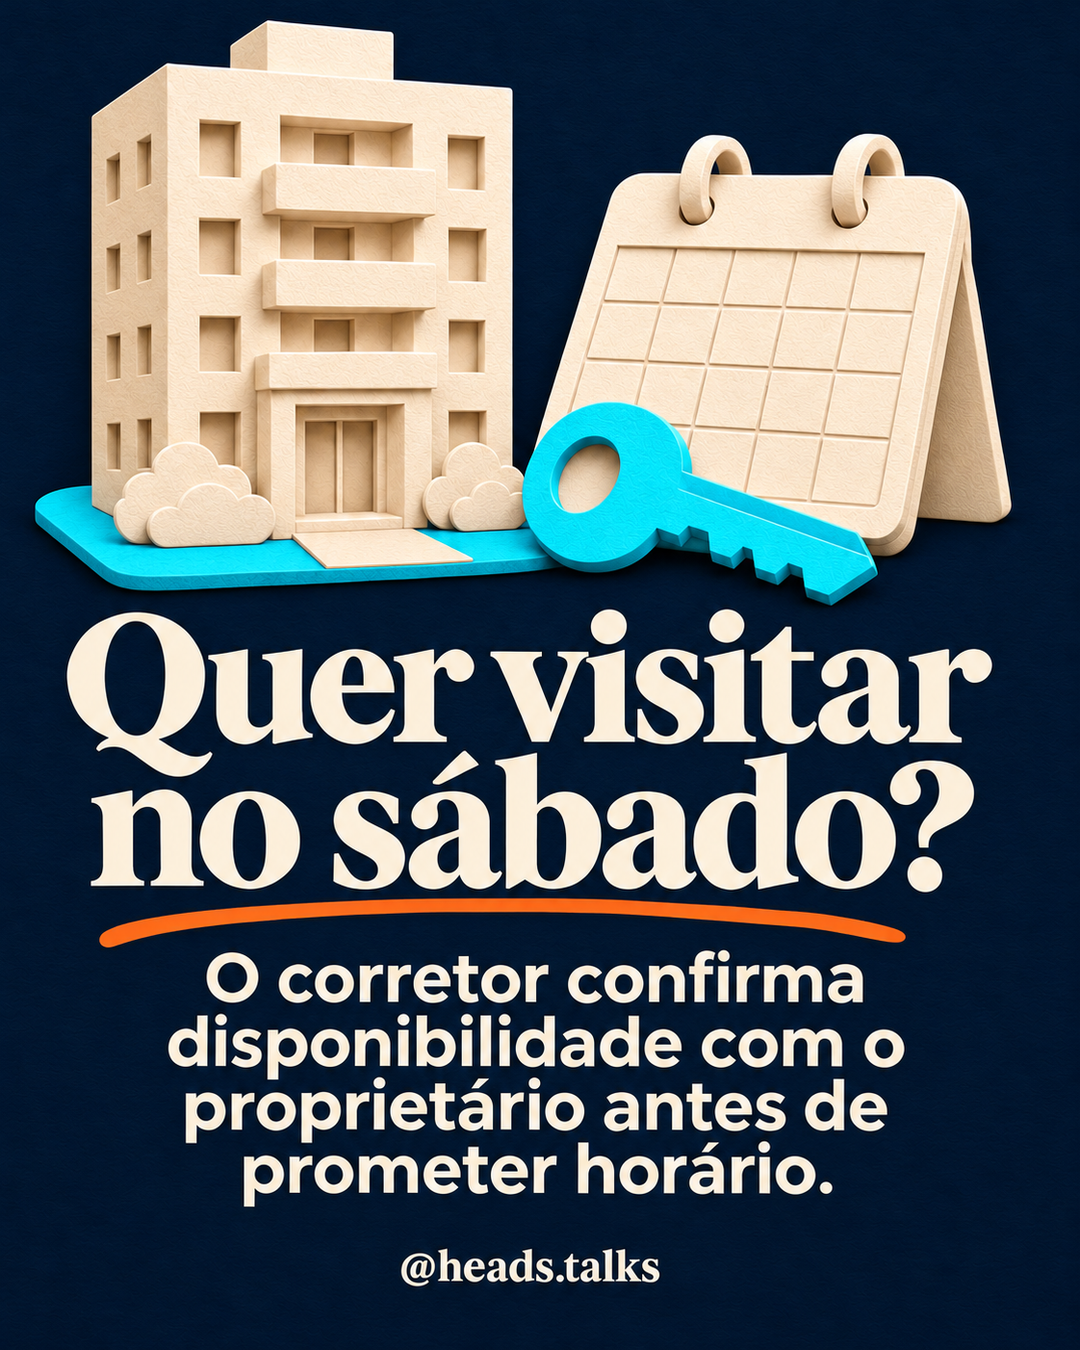 Quer visitar
no sábado?
O corretor confirma
disponibilidade com o
proprietário antes de
prometer horário.
@heads.talks